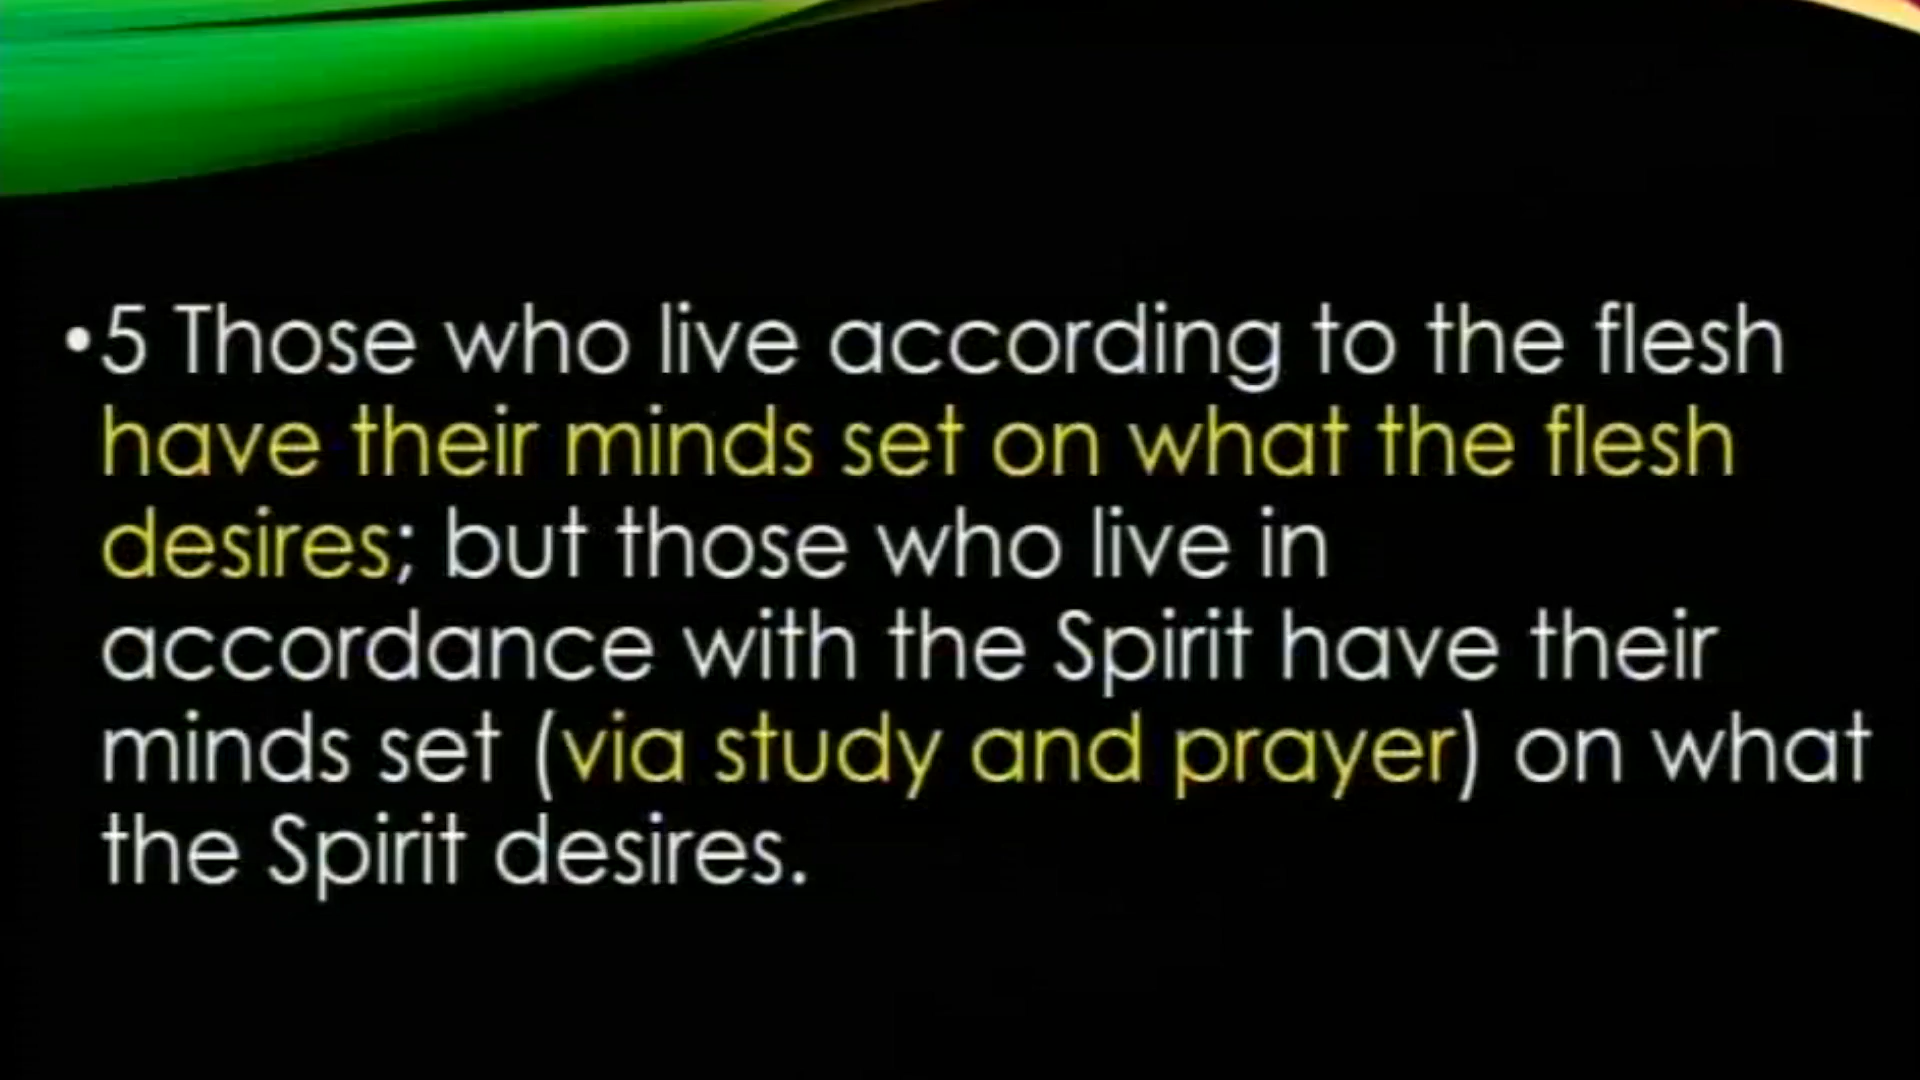 •5 Those who live according to the flesh
have their minds set on what the flesh
desires; but those who live in
accordance with the Spirit have their
minds set (via study and prayer) on what
the Spirit desires.